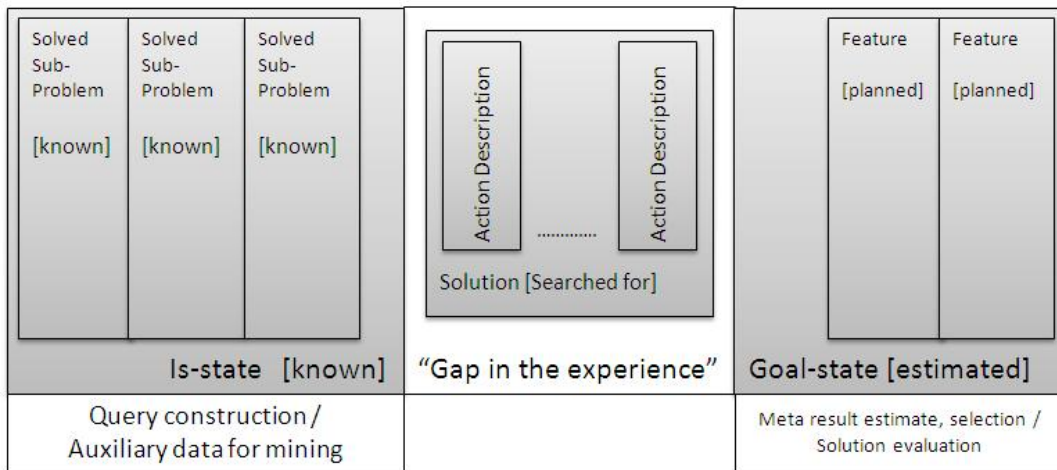 Solved
Sub-
Problem
[known]
Solved
Sub-
Problem
[known]
Solved
Sub-
Problem
[known]
Is-state [known]
Action Description
.............
Action Description
Solution [Searched for]
“Gap in the experience”
Feature
[planned]
Feature
[planned]
Goal-state [estimated]
Query construction /
Auxiliary data for mining
Meta result estimate, selection /
Solution evaluation